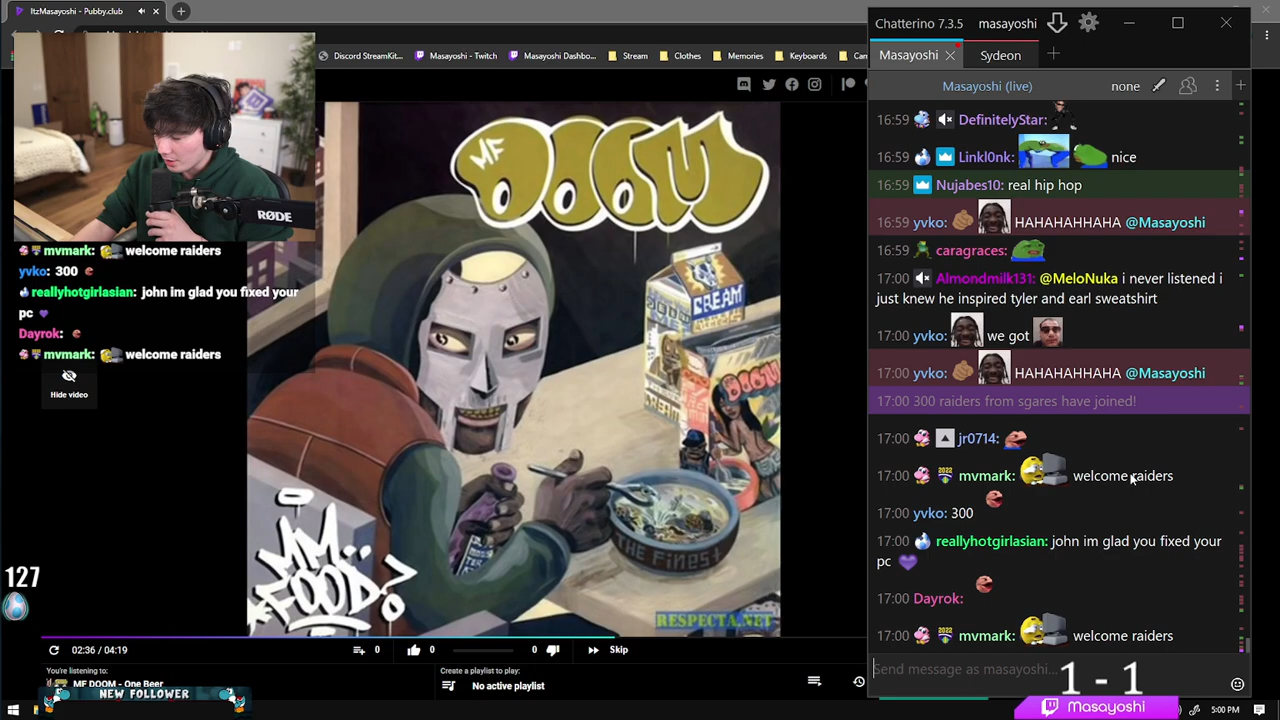 ItzMasayoshi - Pubby.club
Discord StreamKit...
Masayoshi - Twitch
Masayoshi Dashbo...
Stream
Clothes
Memories
Keyboards
RØDE
mvmark: welcome raiders
yvko: 300
reallyhotgirlasian: john im glad you fixed your
pc
Dayrok:
mvmark: welcome raiders
Hide video
MF DOOM
CREAM
CREAM
DOOM
THE FINEST
MM..
FOOD?
RESPECTA.NET
127
02:36 / 04:19
0
0
0
Skip
You're listening to:
MF DOOM - One Beer
Create a playlist to play:
No active playlist
NEW FOLLOWER
Chatterino 7.3.5
masayoshi
Masayoshi
Sydeon
Masayoshi (live)
none
16:59 DefinitelyStar:
16:59 Linkl0nk: nice
16:59 Nujabes10: real hip hop
16:59 yvko: HAHAHAHHAHA @Masayoshi
16:59 caragraces:
17:00 Almondmilk131: @MeloNuka i never listened i
just knew he inspired tyler and earl sweatshirt
17:00 yvko: we got
17:00 yvko: HAHAHAHHAHA @Masayoshi
17:00 300 raiders from sgares have joined!
17:00 jr0714:
17:00 mvmark: welcome raiders
17:00 yvko: 300
17:00 reallyhotgirlasian: john im glad you fixed your
pc
17:00 Dayrok:
17:00 mvmark: welcome raiders
Send message as masayoshi...
1 - 1
Masayoshi
5:00 PM